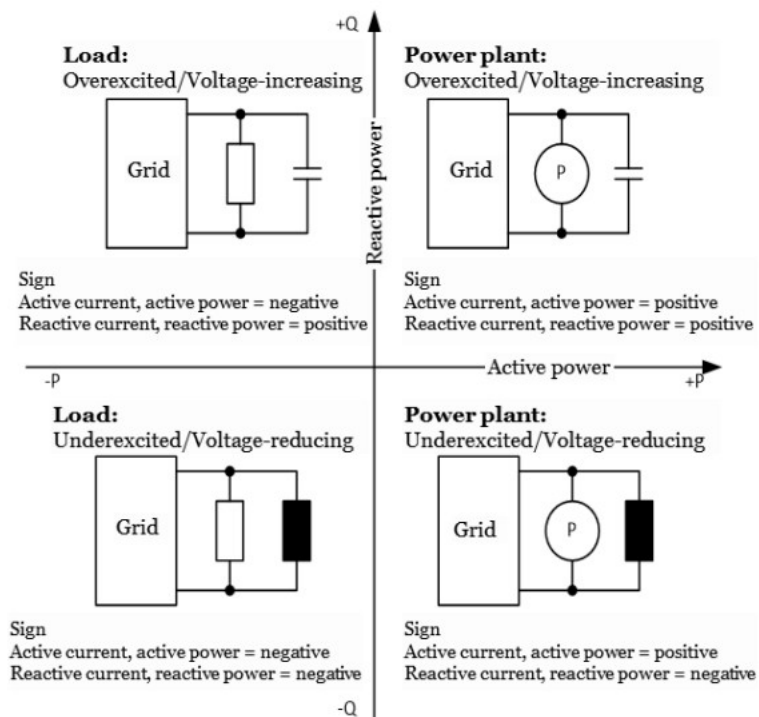 +Q
Load:
Overexcited/Voltage-increasing
Grid
Sign
Active current, active power = negative
Reactive current, reactive power = positive
Reactive power
Power plant:
Overexcited/Voltage-increasing
Grid
P
Sign
Active current, active power = positive
Reactive current, reactive power = positive
-P
Active power
+P
Load:
Underexcited/Voltage-reducing
Grid
Sign
Active current, active power = negative
Reactive current, reactive power = negative
Power plant:
Underexcited/Voltage-reducing
Grid
P
Sign
Active current, active power = positive
Reactive current, reactive power = negative
-Q